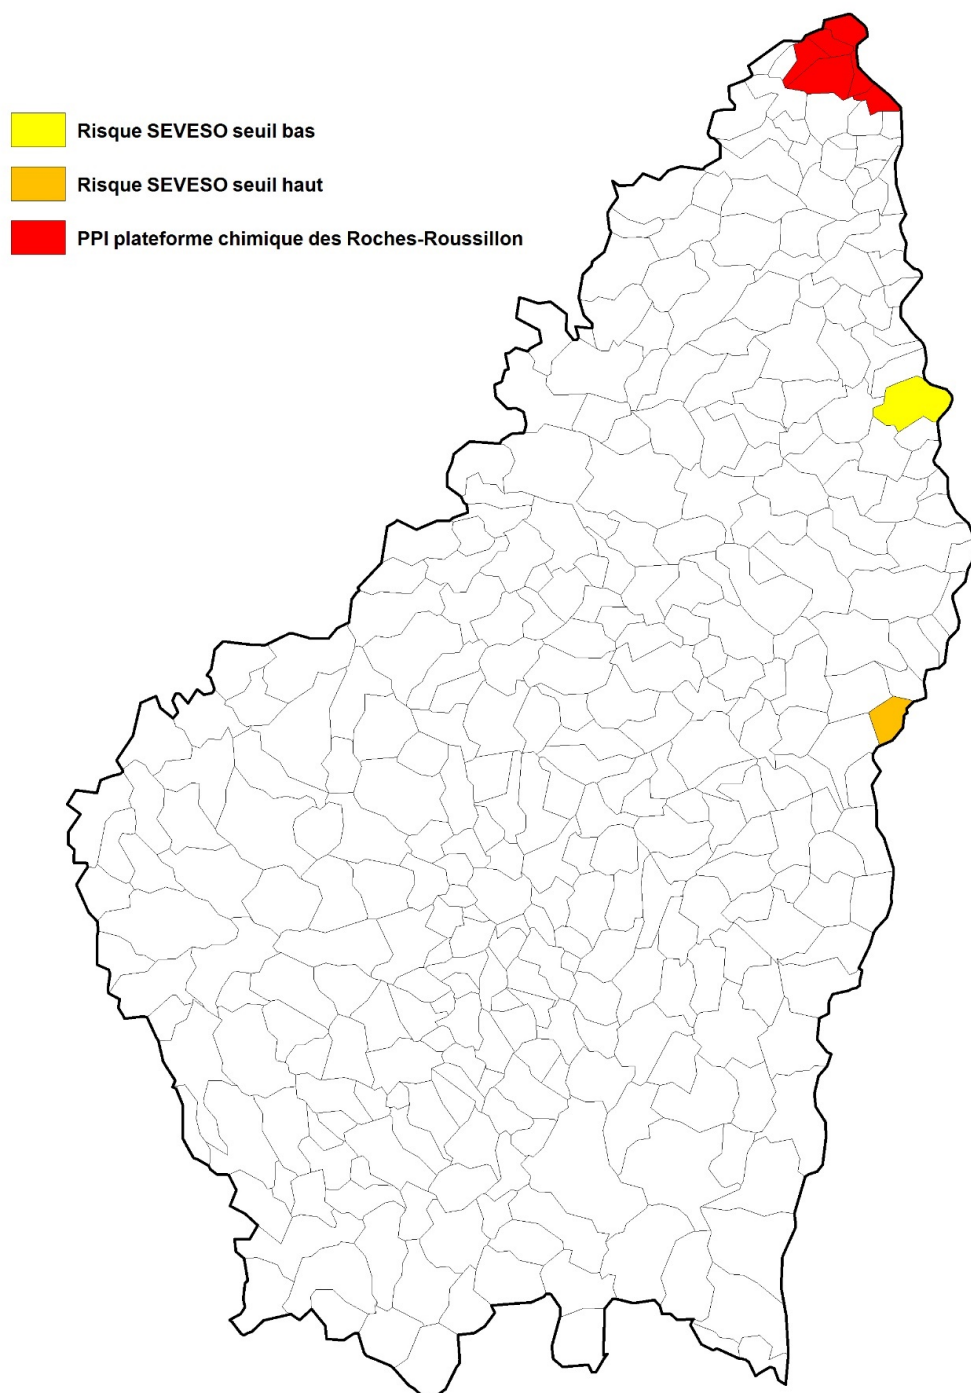 Risque SEVESO seuil bas
Risque SEVESO seuil haut
PPI plateforme chimique des Roches-Roussillon